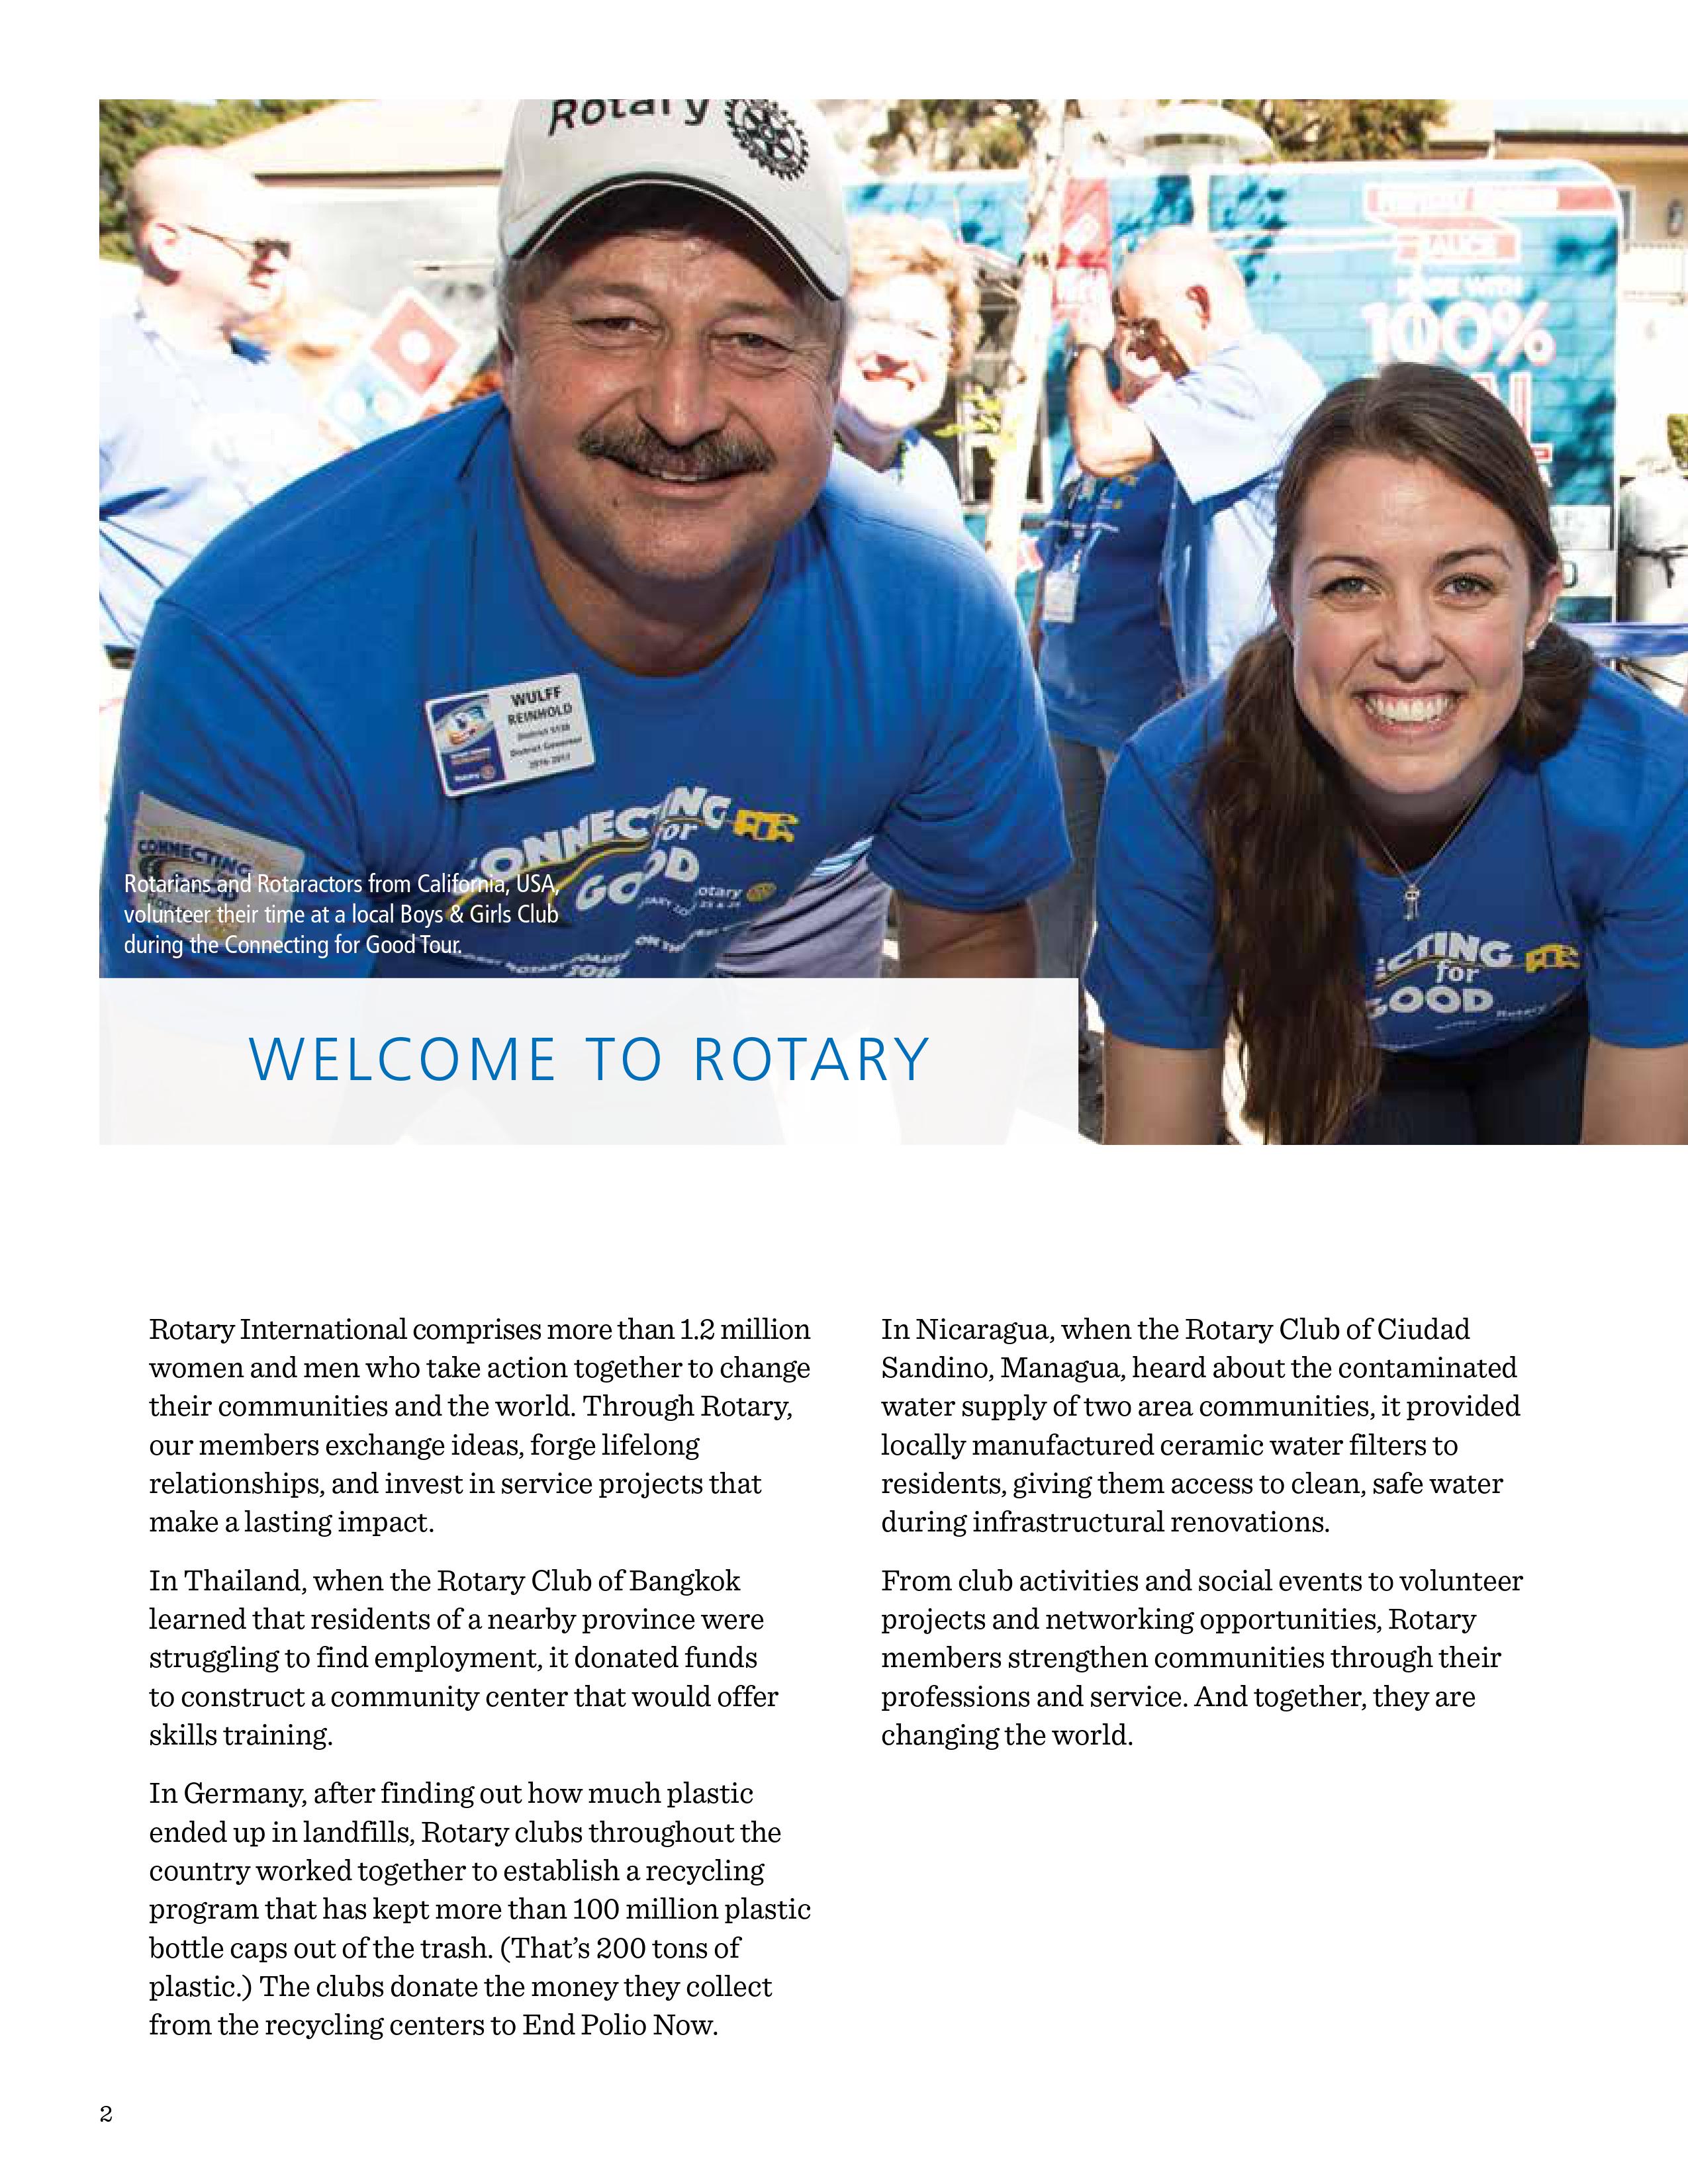 Rotary
100%
WULFF
REINHOLD
District Governor
CONNECTING
for
GOOD
2016
CONNECTING
TING
for
GOOD
Rotarians and Rotaractors from California, USA,
volunteer their time at a local Boys & Girls Club
during the Connecting for Good Tour.
WELCOME TO ROTARY
Rotary International comprises more than 1.2 million
women and men who take action together to change
their communities and the world. Through Rotary,
our members exchange ideas, forge lifelong
relationships, and invest in service projects that
make a lasting impact.
In Thailand, when the Rotary Club of Bangkok
learned that residents of a nearby province were
struggling to find employment, it donated funds
to construct a community center that would offer
skills training.
In Germany, after finding out how much plastic
ended up in landfills, Rotary clubs throughout the
country worked together to establish a recycling
program that has kept more than 100 million plastic
bottle caps out of the trash. (That’s 200 tons of
plastic.) The clubs donate the money they collect
from the recycling centers to End Polio Now.
In Nicaragua, when the Rotary Club of Ciudad
Sandino, Managua, heard about the contaminated
water supply of two area communities, it provided
locally manufactured ceramic water filters to
residents, giving them access to clean, safe water
during infrastructural renovations.
From club activities and social events to volunteer
projects and networking opportunities, Rotary
members strengthen communities through their
professions and service. And together, they are
changing the world.
2